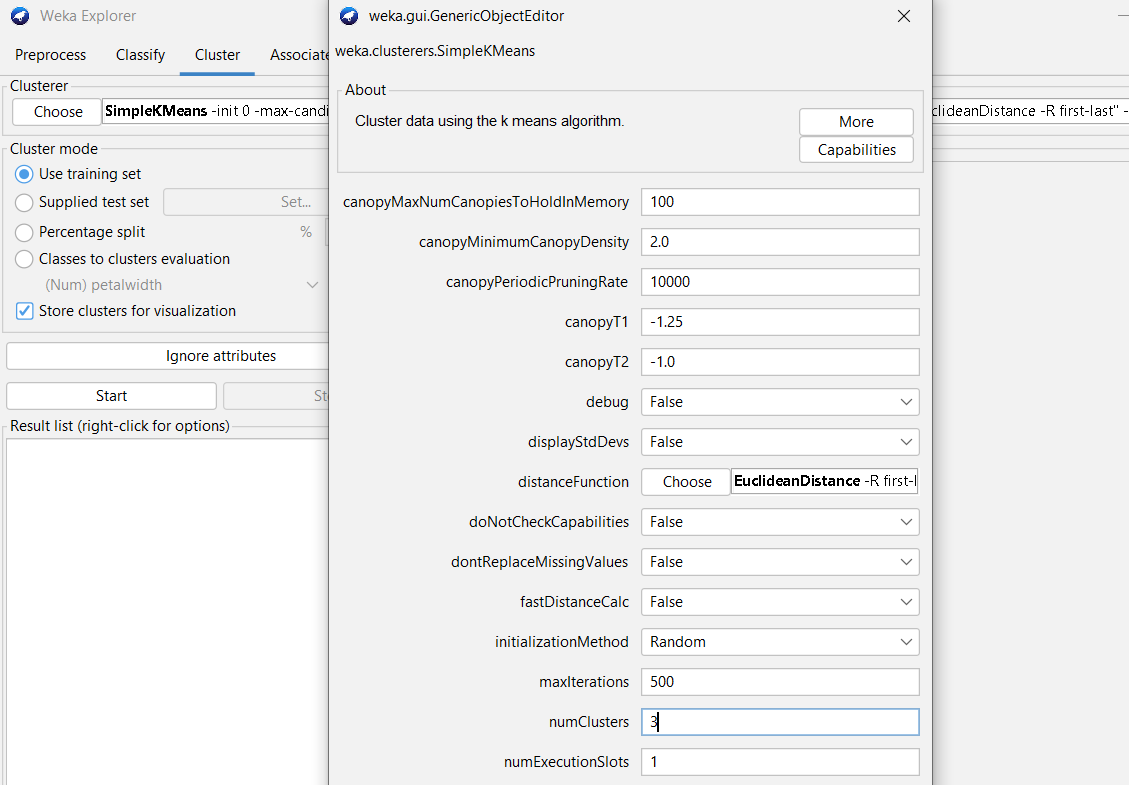 Weka Explorer
Preprocess Classify Cluster Associate
Clusterer
Choose SimpleKMeans -init 0 -max-candi
clideanDistance -R first-last" -
Cluster mode
Use training set
Supplied test set Set...
Percentage split %
Classes to clusters evaluation
(Num) petalwidth
Store clusters for visualization
Ignore attributes
Start St
Result list (right-click for options)
weka.gui.GenericObjectEditor
weka.clusterers.SimpleKMeans
About
Cluster data using the k means algorithm.
More
Capabilities
canopyMaxNumCanopiesToHoldInMemory 100
canopyMinimumCanopyDensity 2.0
canopyPeriodicPruningRate 10000
canopyT1 -1.25
canopyT2 -1.0
debug False
displayStdDevs False
distanceFunction Choose EuclideanDistance -R first-l
doNotCheckCapabilities False
dontReplaceMissingValues False
fastDistanceCalc False
initializationMethod Random
maxIterations 500
numClusters 3
numExecutionSlots 1